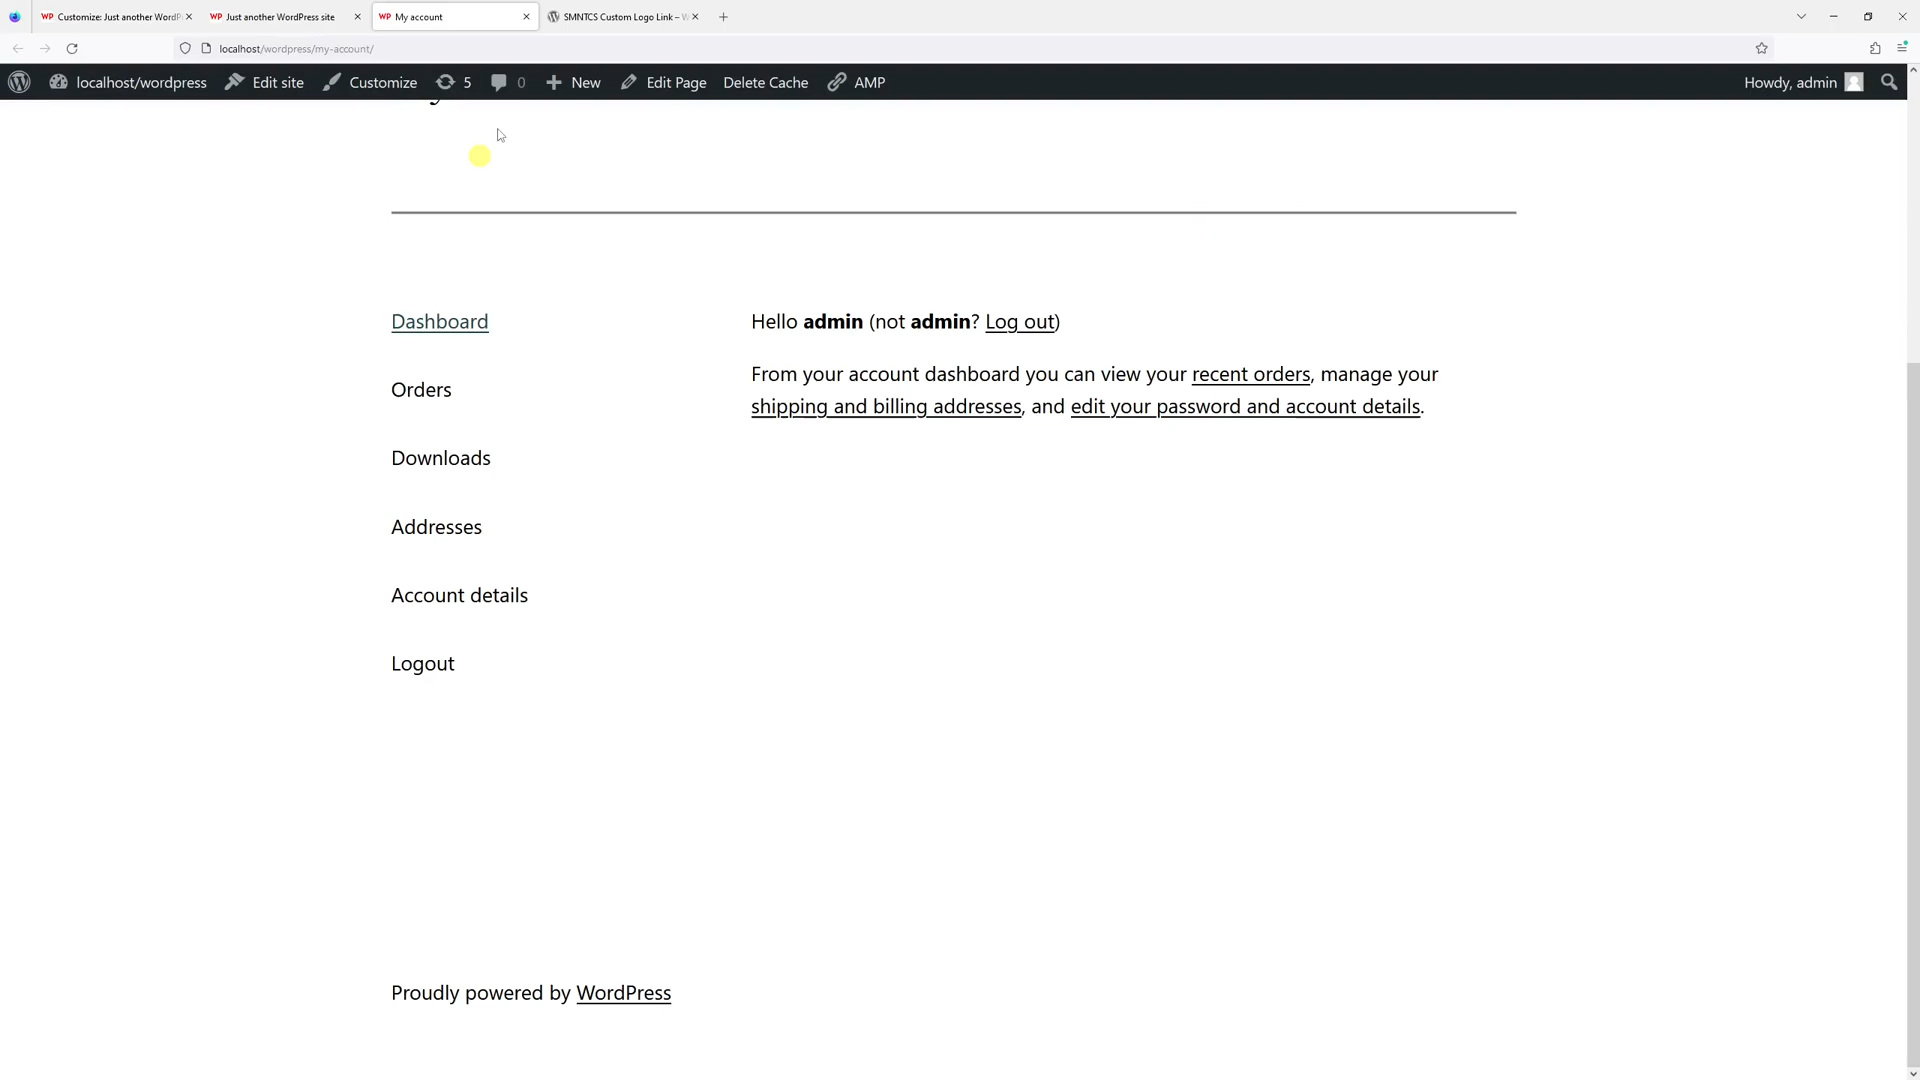 Customize: Just another WordP
Just another WordPress site
My account
SMNTCS Custom Logo Link – W
localhost/wordpress/my-account/
localhost/wordpress Edit site Customize 5 0 New Edit Page Delete Cache AMP Howdy, admin
Dashboard
Orders
Downloads
Addresses
Account details
Logout
Hello admin (not admin? Log out)
From your account dashboard you can view your recent orders, manage your
shipping and billing addresses, and edit your password and account details.
Proudly powered by WordPress